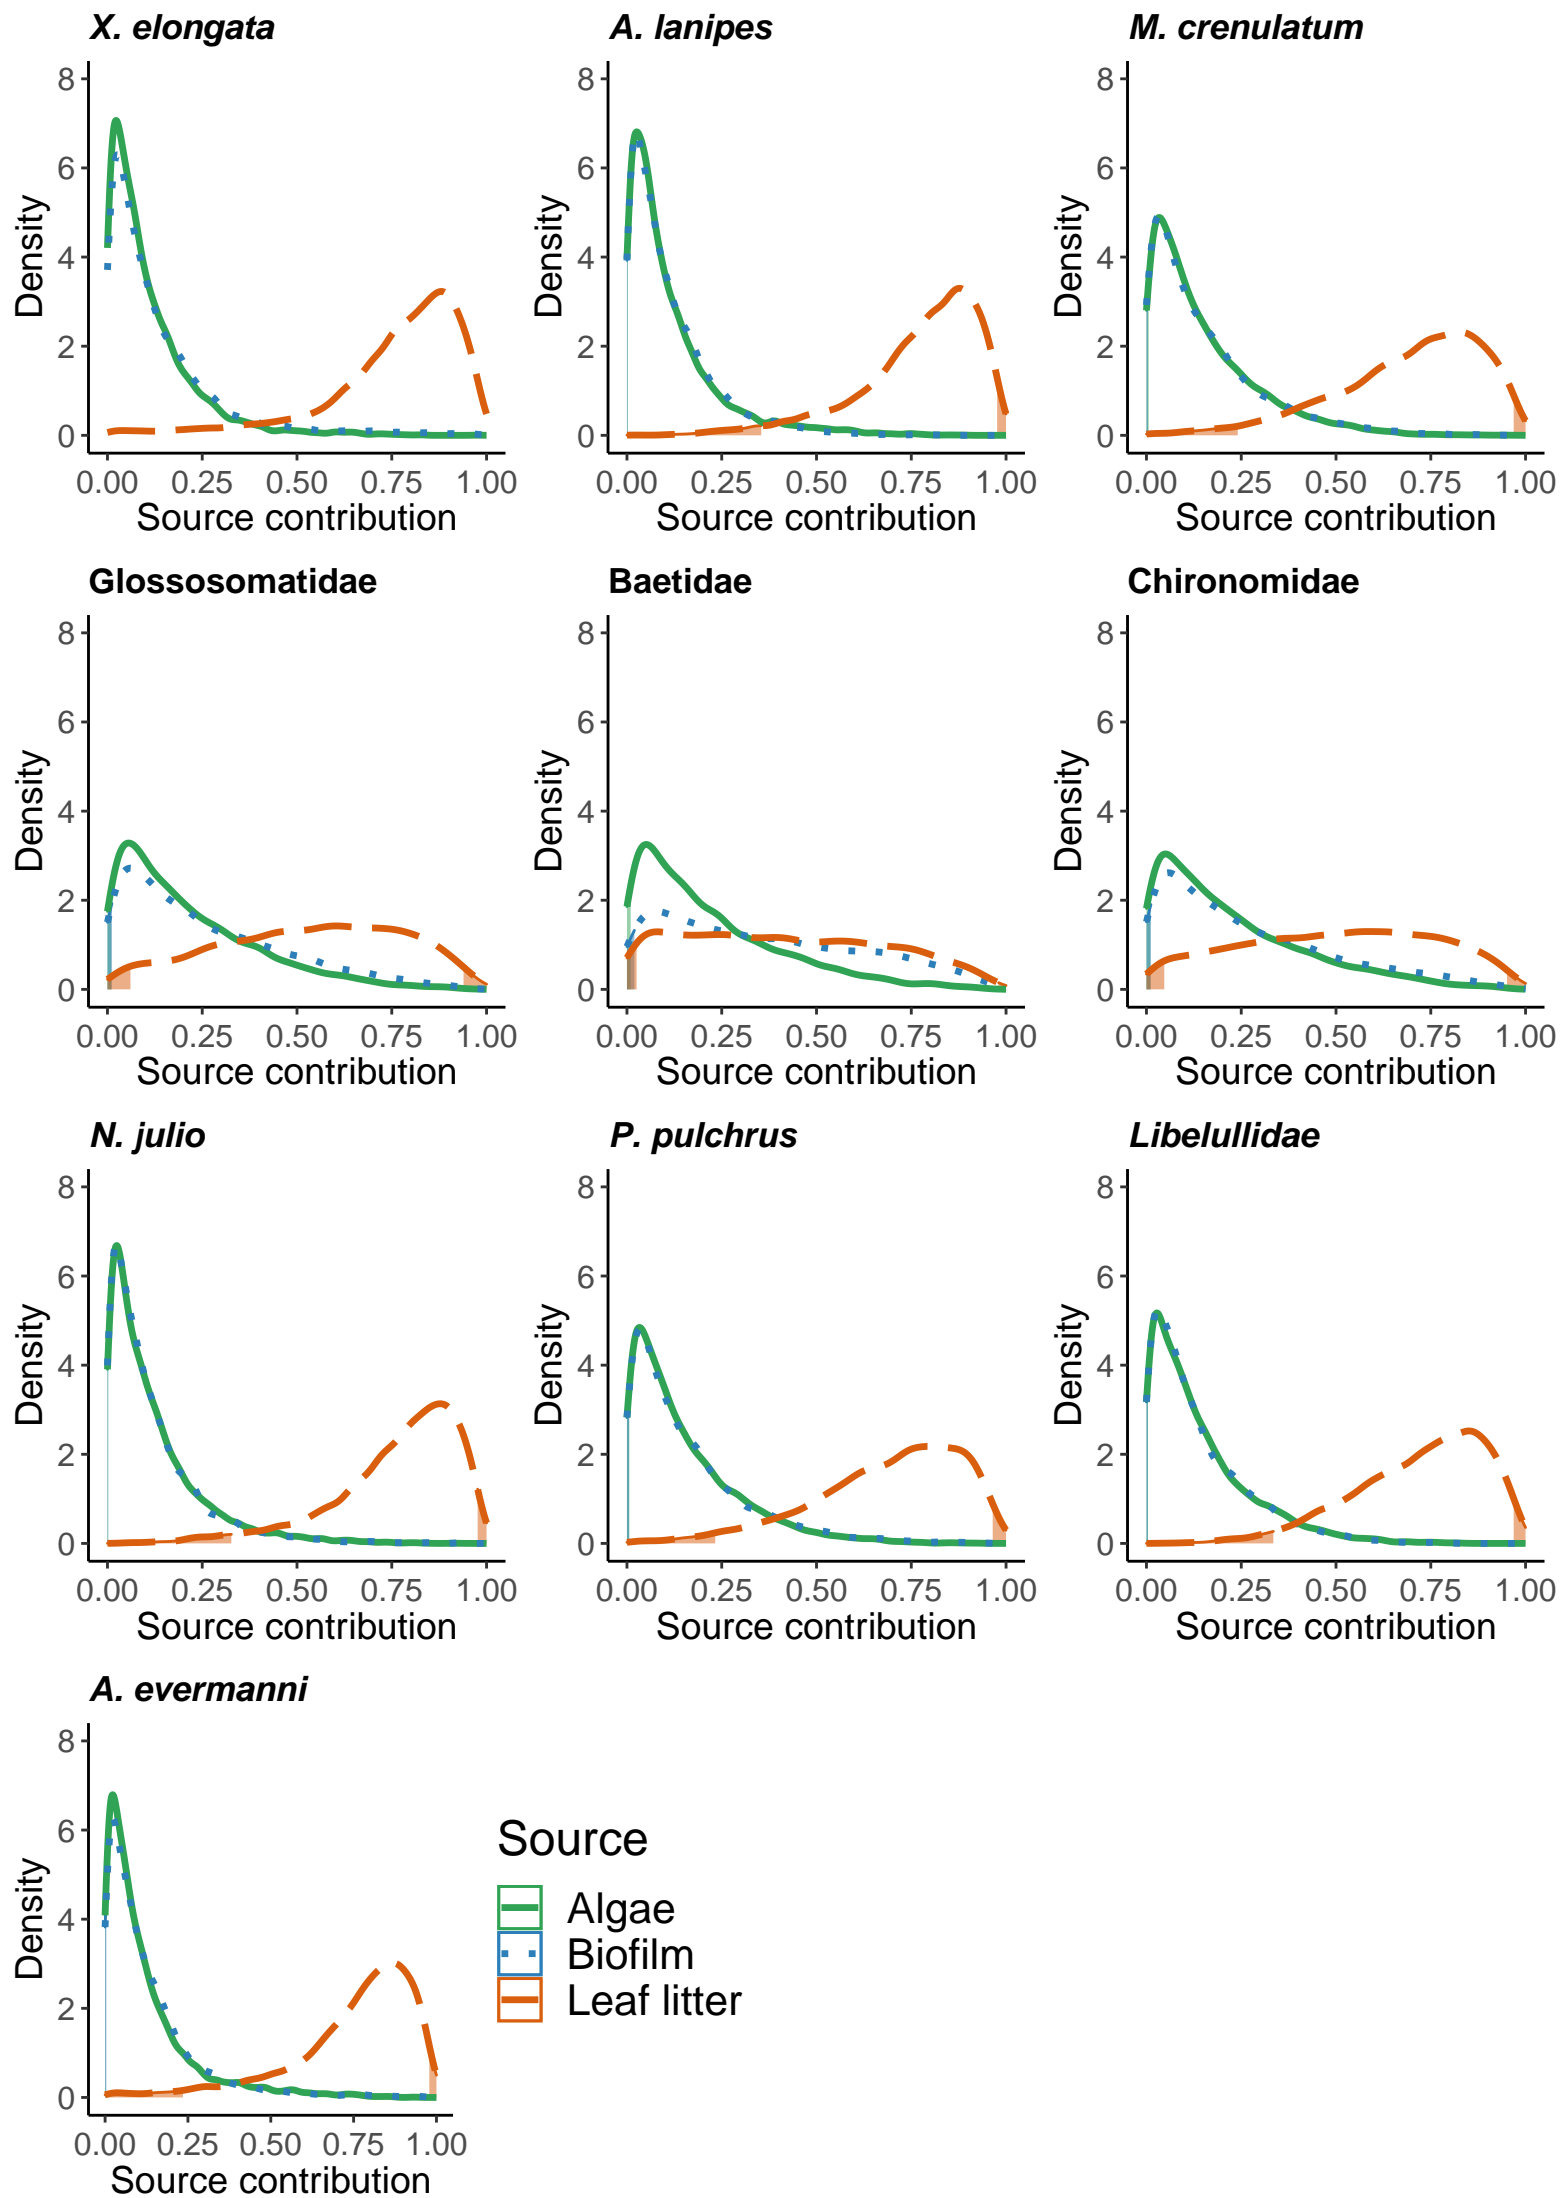 X. elongata A. lanipes M. crenulatum
8 8 8
6 6 6
4 4 4
2 2 2
0 0 0
Density Density Density
0.00 0.25 0.50 0.75 1.00 0.00 0.25 0.50 0.75 1.00 0.00 0.25 0.50 0.75 1.00
Source contribution Source contribution Source contribution
Glossosomatidae Baetidae Chironomidae
8 8 8
6 6 6
4 4 4
2 2 2
0 0 0
Density Density Density
0.00 0.25 0.50 0.75 1.00 0.00 0.25 0.50 0.75 1.00 0.00 0.25 0.50 0.75 1.00
Source contribution Source contribution Source contribution
N. julio P. pulchrus Libelullidae
8 8 8
6 6 6
4 4 4
2 2 2
0 0 0
Density Density Density
0.00 0.25 0.50 0.75 1.00 0.00 0.25 0.50 0.75 1.00 0.00 0.25 0.50 0.75 1.00
Source contribution Source contribution Source contribution
A. evermanni
8
6
4
2
0
Density
0.00 0.25 0.50 0.75 1.00
Source contribution
Source
Algae
Biofilm
Leaf litter